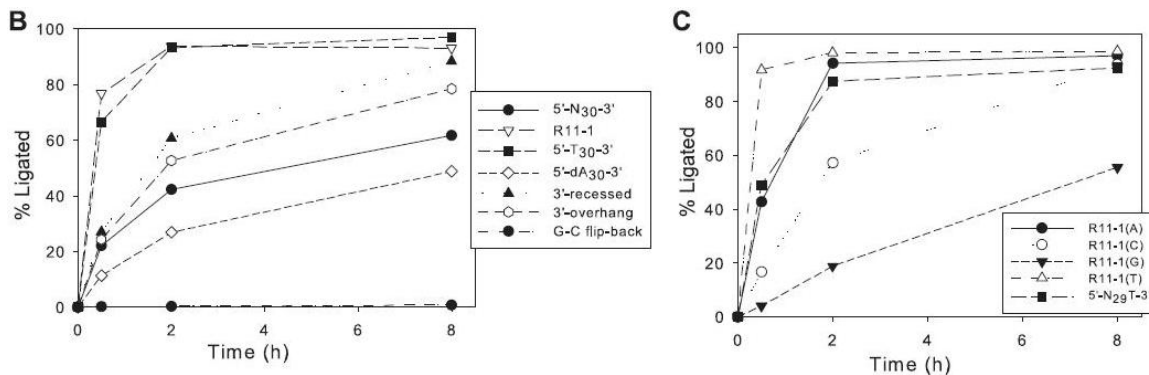 B
% Ligated
100
80
60
40
20
0
0 2 4 6 8
Time (h)
5'-N30-3'
R11-1
5'-T30-3'
5'-dA30-3'
3'-recessed
3'-overhang
G-C flip-back
C
% Ligated
100
80
60
40
20
0
0 2 4 6 8
Time (h)
R11-1(A)
R11-1(C)
R11-1(G)
R11-1(T)
5'-N29T-3